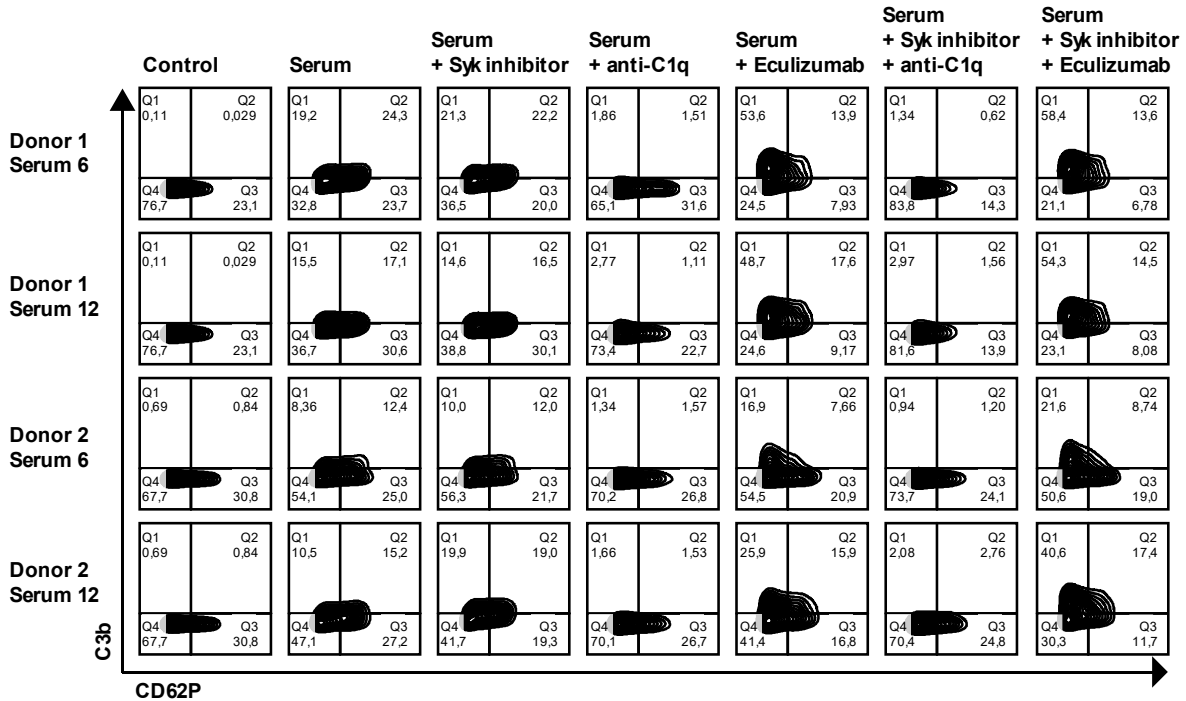 Control
Serum
Serum
+ Syk inhibitor
Serum
+ anti-C1q
Serum
+ Eculizumab
Serum
+ Syk inhibitor
+ anti-C1q
Serum
+ Syk inhibitor
+ Eculizumab
Donor 1
Serum 6
Q1 Q2
0,11 0,029
Q4 Q3
76,7 23,1
Q1 Q2
19,2 24,3
Q4 Q3
32,8 23,7
Q1 Q2
21,3 22,2
Q4 Q3
36,5 20,0
Q1 Q2
1,86 1,51
Q4 Q3
65,1 31,6
Q1 Q2
53,6 13,9
Q4 Q3
24,5 7,93
Q1 Q2
1,34 0,62
Q4 Q3
83,8 14,3
Q1 Q2
58,4 13,6
Q4 Q3
21,1 6,78
Donor 1
Serum 12
Q1 Q2
0,11 0,029
Q4 Q3
76,7 23,1
Q1 Q2
15,5 17,1
Q4 Q3
36,7 30,6
Q1 Q2
14,6 16,5
Q4 Q3
38,8 30,1
Q1 Q2
2,77 1,11
Q4 Q3
73,4 22,7
Q1 Q2
48,7 17,6
Q4 Q3
24,6 9,17
Q1 Q2
2,97 1,56
Q4 Q3
81,6 13,9
Q1 Q2
54,3 14,5
Q4 Q3
23,1 8,08
Donor 2
Serum 6
Q1 Q2
0,69 0,84
Q4 Q3
67,7 30,8
Q1 Q2
8,36 12,4
Q4 Q3
54,1 25,0
Q1 Q2
10,0 12,0
Q4 Q3
56,3 21,7
Q1 Q2
1,34 1,57
Q4 Q3
70,2 26,8
Q1 Q2
16,9 7,66
Q4 Q3
54,5 20,9
Q1 Q2
0,94 1,20
Q4 Q3
73,7 24,1
Q1 Q2
21,6 8,74
Q4 Q3
50,6 19,0
Donor 2
Serum 12
Q1 Q2
0,69 0,84
Q4 Q3
67,7 30,8
Q1 Q2
10,5 15,2
Q4 Q3
47,1 27,2
Q1 Q2
19,9 19,0
Q4 Q3
41,7 19,3
Q1 Q2
1,66 1,53
Q4 Q3
70,1 26,7
Q1 Q2
25,9 15,9
Q4 Q3
41,4 16,8
Q1 Q2
2,08 2,76
Q4 Q3
70,4 24,8
Q1 Q2
40,6 17,4
Q4 Q3
30,3 11,7
C3b
CD62P